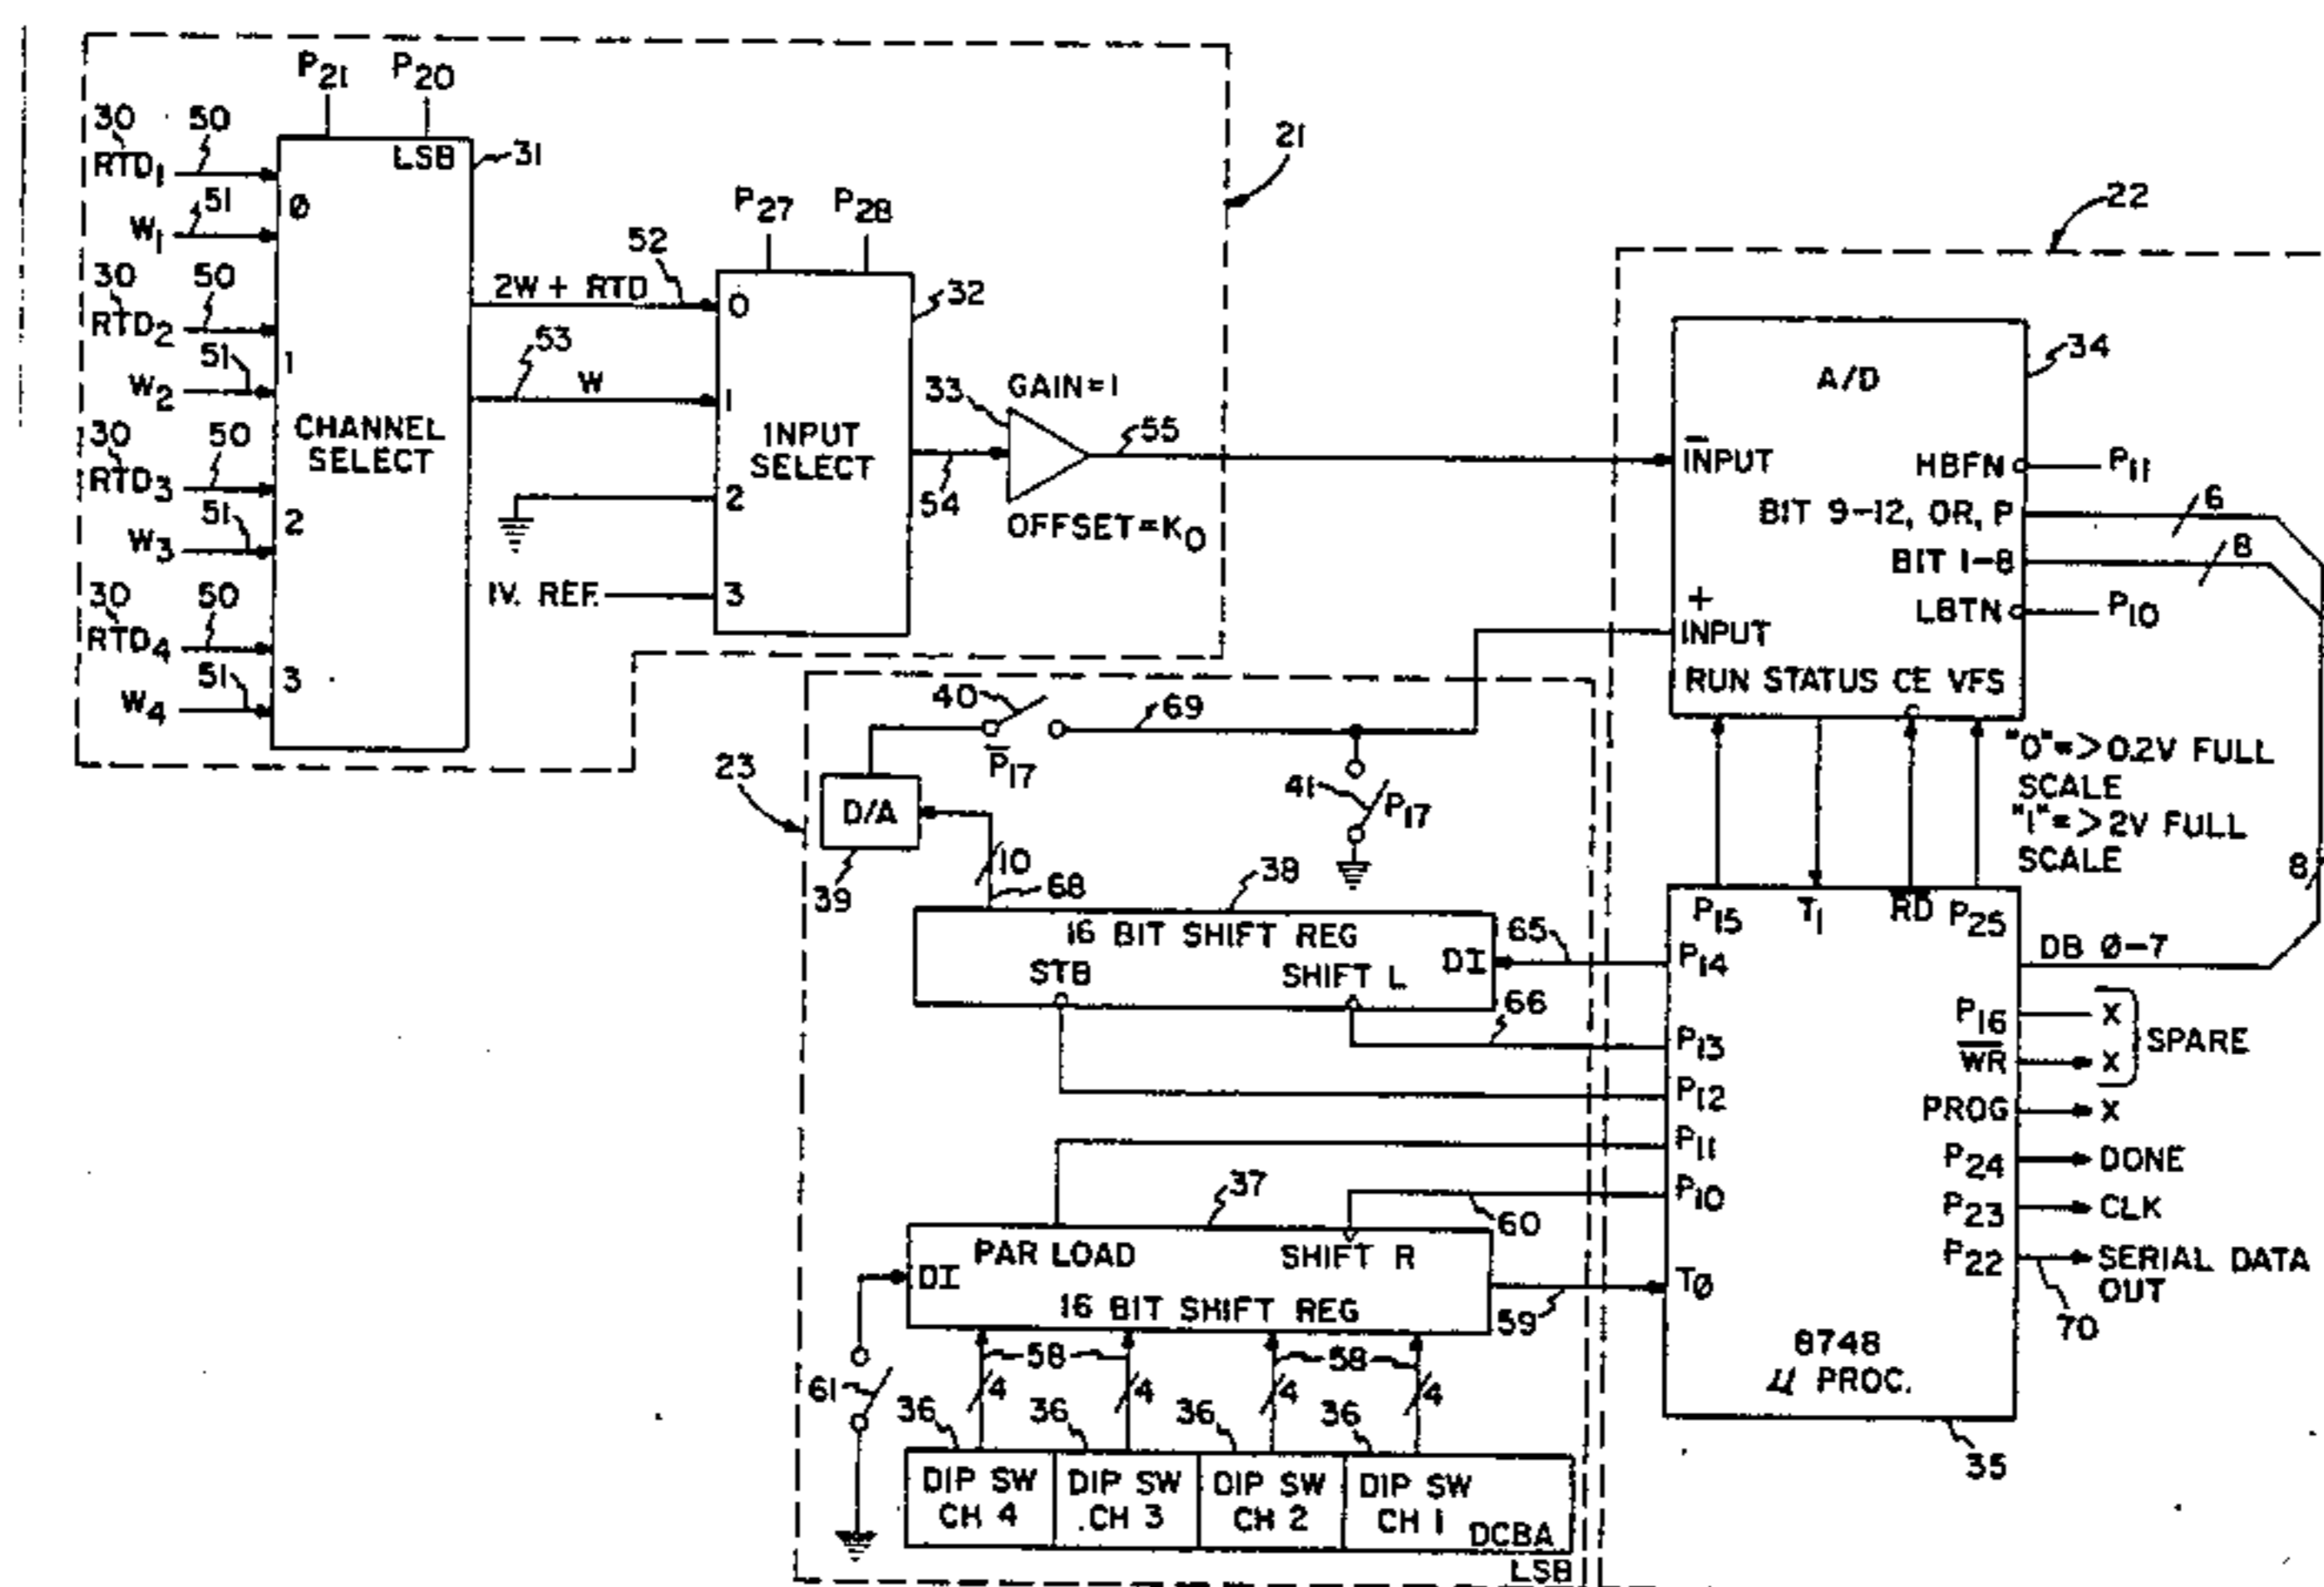 P21 P20
30 50
RTD1
LSB
31
51
0
W1
30 50
RTD2
51
1
W2
30 50
RTD3
51
2
W3
30 50
RTD4
51
3
W4
CHANNEL
SELECT
2W + RTD
52
53
W
P27 P28
32
0
1
INPUT
SELECT
2
1V. REF.
3
54
33
GAIN=1
OFFSET=K0
55
21
22
34
A/D
-
INPUT
HBFN
P11
BIT 9-12, OR, P
6
BIT 1-8
8
+
INPUT
LBTN
P10
RUN STATUS CE VFS
"0"=>0.2V FULL
SCALE
"1"=>2V FULL
SCALE
8
23
40
69
P̅17
41
P17
D/A
39
10
68
38
16 BIT SHIFT REG
STB
SHIFT L
DI
65
66
P15 T1 R̅D̅ P25
P14
DB 0-7
P13
P16
X
SPARE
W̅R̅
X
P12
PROG
X
P11
P24
DONE
P10
P23
CLK
P22
SERIAL DATA
OUT
70
T0
8748
μ PROC.
35
37
60
PAR LOAD
SHIFT R
DI
16 BIT SHIFT REG
59
61
58
58
4 4 4 4
36 36 36 36
DIP SW
CH 4
DIP SW
CH 3
DIP SW
CH 2
DIP SW
CH 1
DCBA
LSB